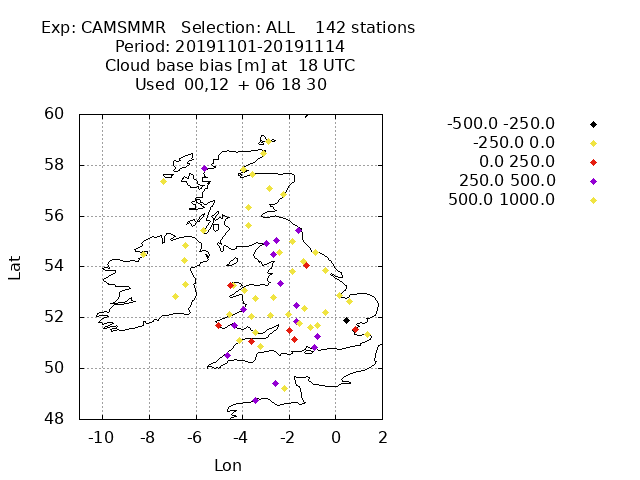 Exp: CAMSMMR   Selection: ALL    142 stations
Period: 20191101-20191114
Cloud base bias [m] at  18 UTC
Used  00,12  + 06 18 30
-500.0 -250.0
-250.0 0.0
0.0 250.0
250.0 500.0
500.0 1000.0
60
58
56
54
52
50
48
Lat
-10 -8 -6 -4 -2 0 2
Lon